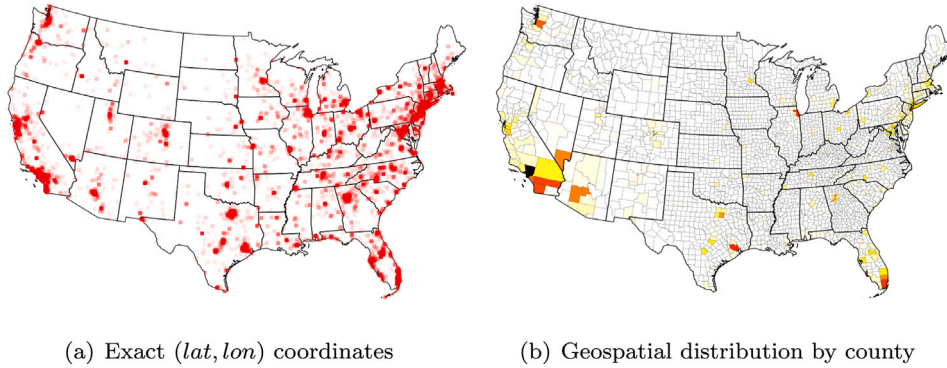 (a) Exact (lat, lon) coordinates
(b) Geospatial distribution by county